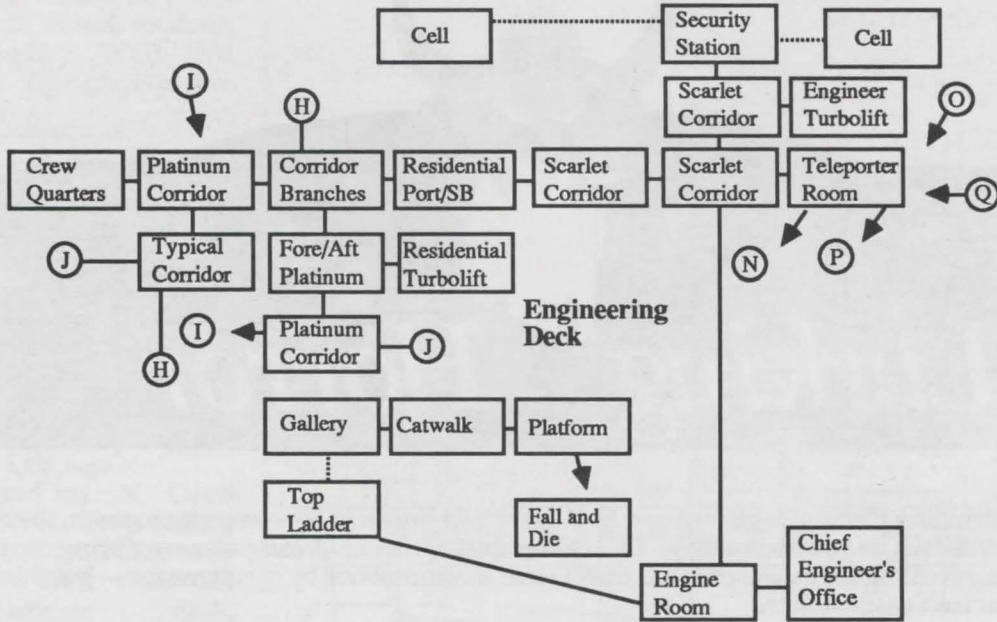 Cell
Security
Station
Cell
I
H
Scarlet
Corridor
Engineer
Turbolift
O
Crew
Quarters
Platinum
Corridor
Corridor
Branches
Residential
Port/SB
Scarlet
Corridor
Scarlet
Corridor
Teleporter
Room
Q
J
Typical
Corridor
Fore/Aft
Platinum
Residential
Turbolift
N
P
I
H
Platinum
Corridor
J
Engineering
Deck
Gallery
Catwalk
Platform
Top
Ladder
Fall and
Die
Engine
Room
Chief
Engineer's
Office